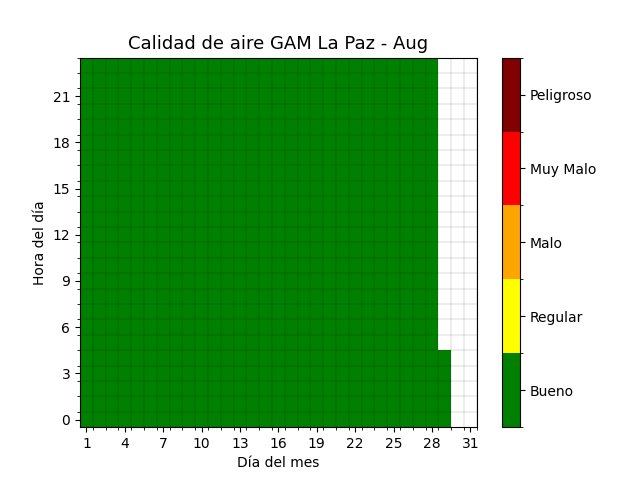 Calidad de aire GAM La Paz - Aug
Hora del día
21
18
15
12
9
6
3
0
1 4 7 10 13 16 19 22 25 28 31
Día del mes
Peligroso
Muy Malo
Malo
Regular
Bueno